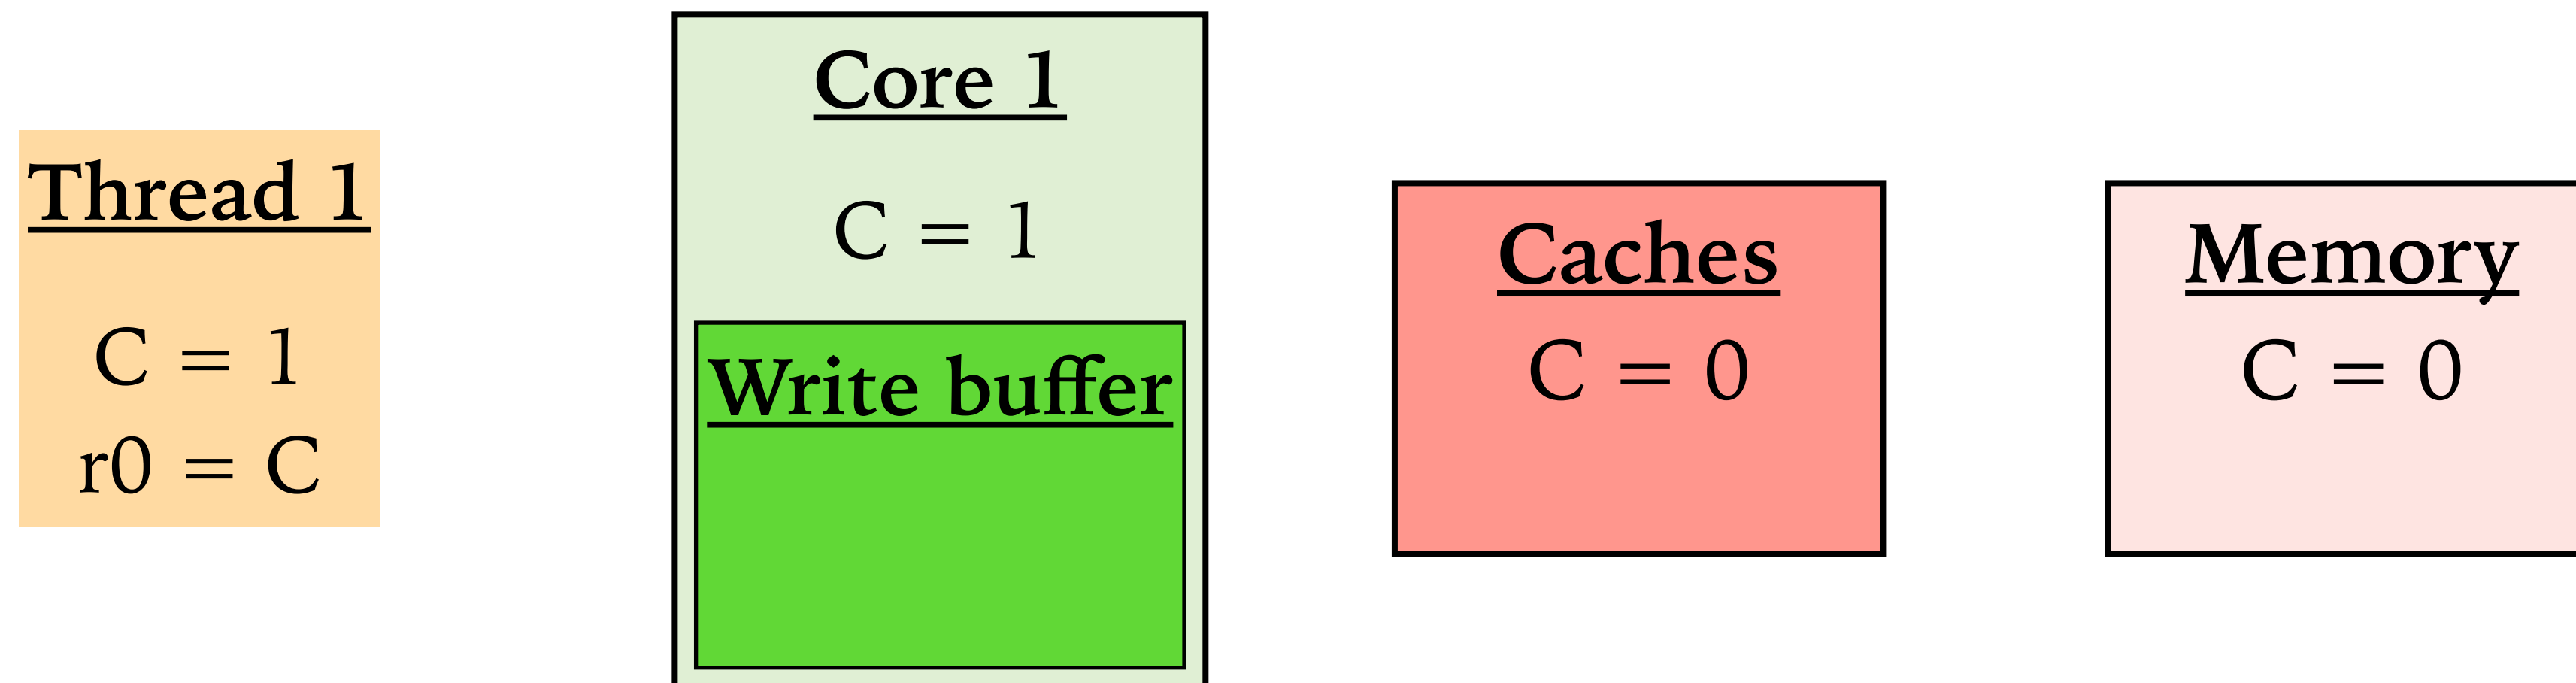 Thread 1
C = 1
r0 = C
Core 1
C = 1
Write buffer
Caches
C = 0
Memory
C = 0